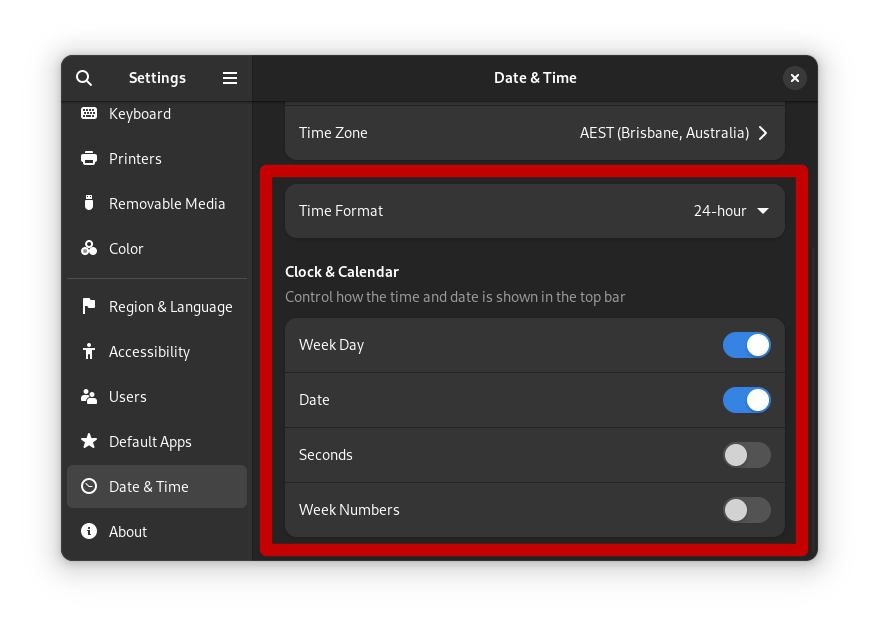 Settings
Date & Time
Keyboard
Printers
Removable Media
Color
Region & Language
Accessibility
Users
Default Apps
Date & Time
About
Time Zone AEST (Brisbane, Australia)
Time Format 24-hour
Clock & Calendar
Control how the time and date is shown in the top bar
Week Day
Date
Seconds
Week Numbers